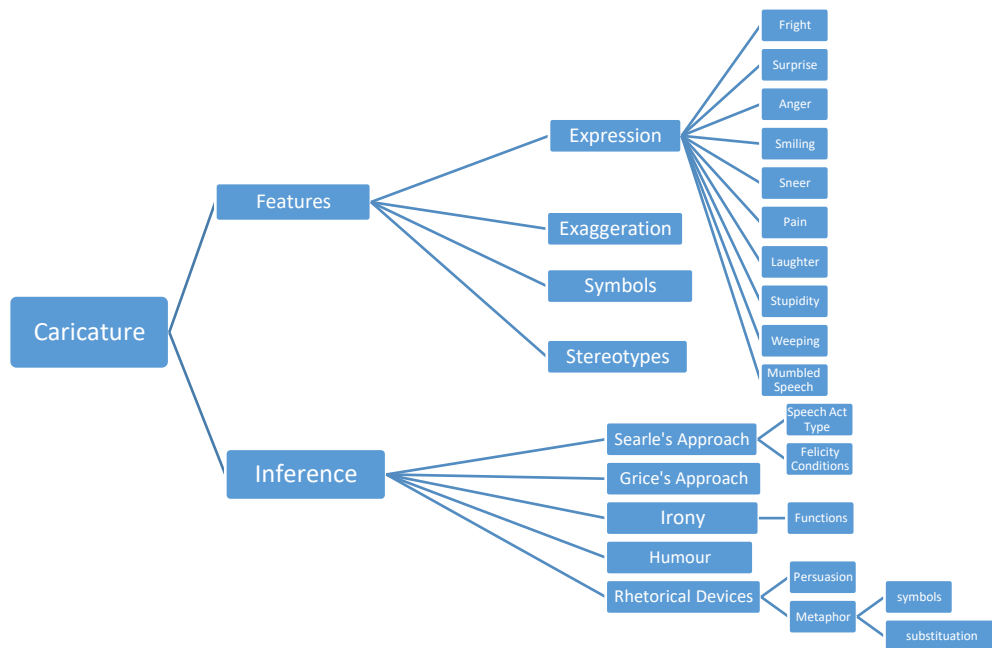 Caricature
Features
Expression
Fright
Surprise
Anger
Smiling
Sneer
Pain
Laughter
Stupidity
Weeping
Mumbled
Speech
Exaggeration
Symbols
Stereotypes
Inference
Searle's Approach
Speech Act
Type
Felicity
Conditions
Grice's Approach
Irony
Functions
Humour
Rhetorical Devices
Persuasion
Metaphor
symbols
substituation